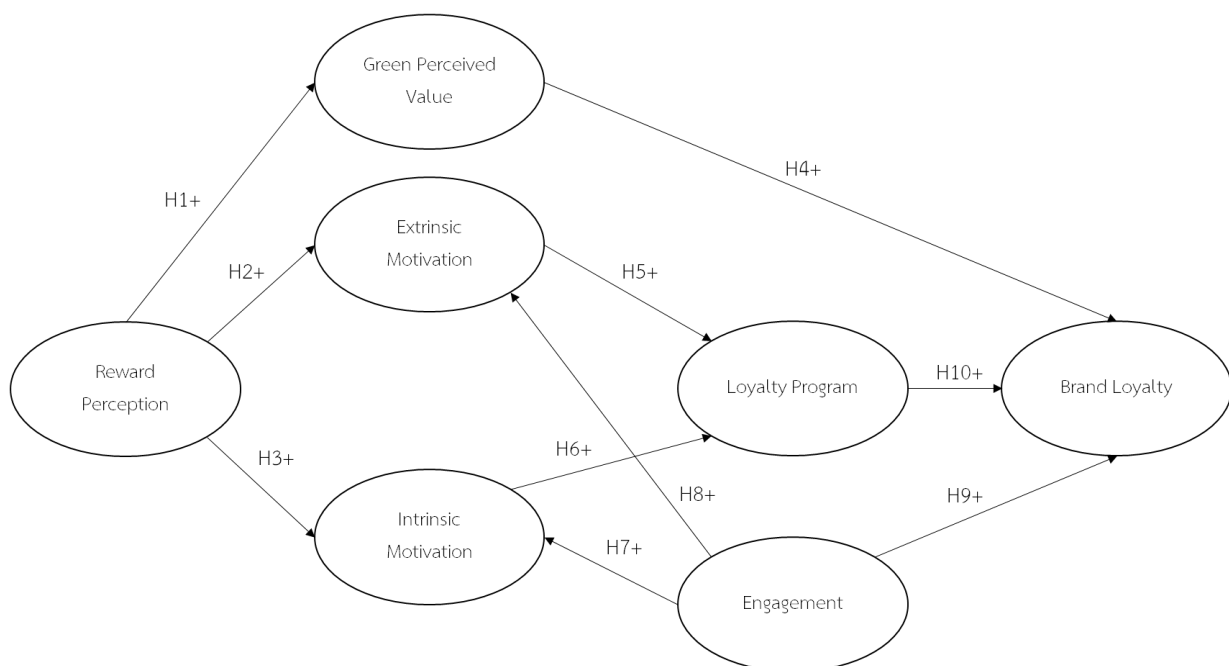 Green Perceived
Value
H4+
H1+
Extrinsic
Motivation
H2+
H5+
Reward
Perception
Loyalty Program
H10+
Brand Loyalty
H3+
H6+
H8+
H9+
Intrinsic
Motivation
H7+
Engagement